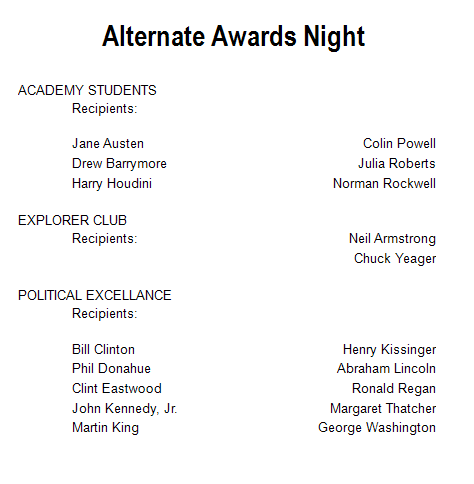 Alternate Awards Night
ACADEMY STUDENTS
Recipients:
Jane Austen Colin Powell
Drew Barrymore Julia Roberts
Harry Houdini Norman Rockwell
EXPLORER CLUB
Recipients: Neil Armstrong
Chuck Yeager
POLITICAL EXCELLANCE
Recipients:
Bill Clinton Henry Kissinger
Phil Donahue Abraham Lincoln
Clint Eastwood Ronald Regan
John Kennedy, Jr. Margaret Thatcher
Martin King George Washington